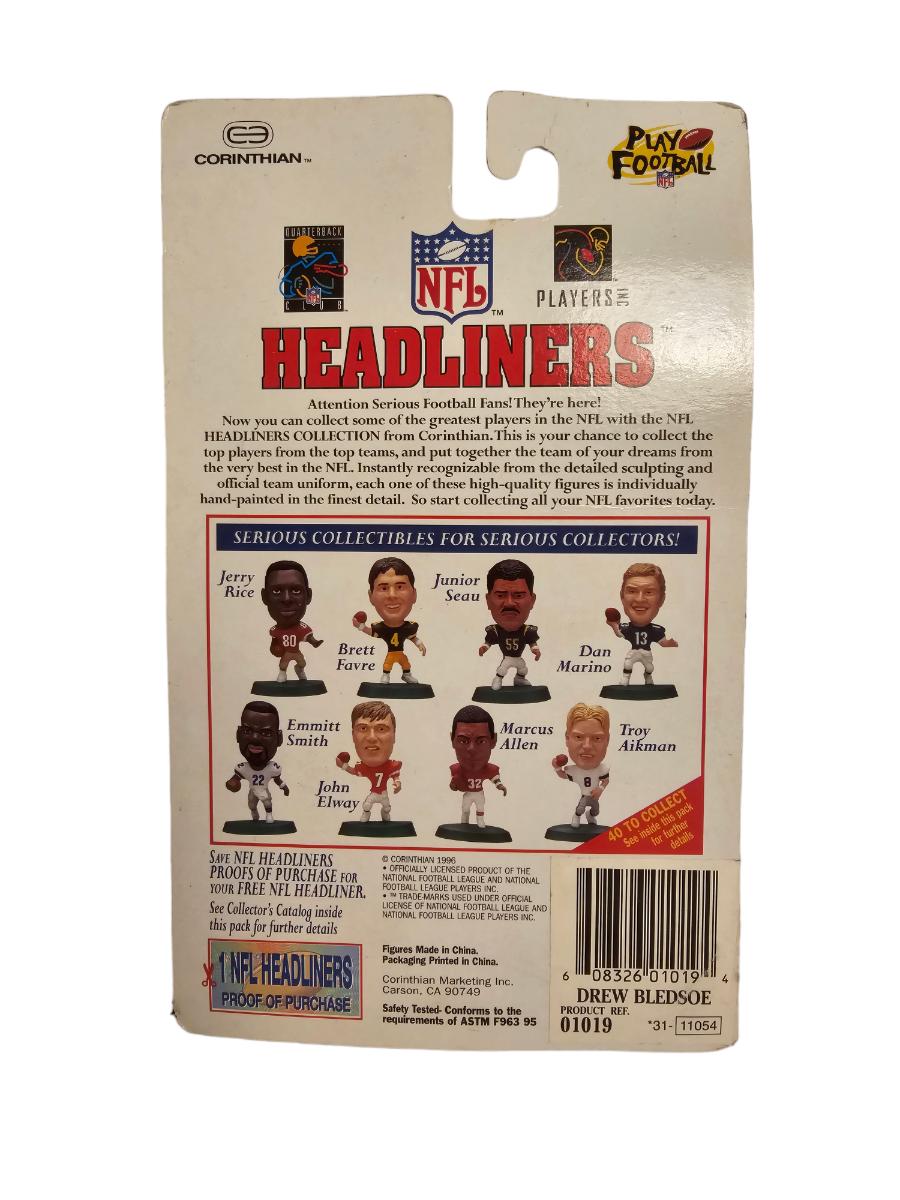 CORINTHIAN™
PLAY
FOOTBALL
NFL
QUARTERBACK
NFL
CLUB
NFL™
PLAYERS INC
HEADLINERS™
Attention Serious Football Fans! They're here!
Now you can collect some of the greatest players in the NFL with the NFL
HEADLINERS COLLECTION from Corinthian. This is your chance to collect the
top players from the top teams, and put together the team of your dreams from
the very best in the NFL. Instantly recognizable from the detailed sculpting and
official team uniform, each one of these high-quality figures is individually
hand-painted in the finest detail. So start collecting all your NFL favorites today.
SERIOUS COLLECTIBLES FOR SERIOUS COLLECTORS!
Jerry
Rice
80
Brett
Favre
4
Junior
Seau
55
Dan
Marino
13
Emmitt
Smith
22
John
Elway
7
Marcus
Allen
32
Troy
Aikman
8
40 TO COLLECT
See inside this pack
for further
details
SAVE NFL HEADLINERS
PROOFS OF PURCHASE FOR
YOUR FREE NFL HEADLINER.
See Collector's Catalog inside
this pack for further details
1 NFL HEADLINERS
PROOF OF PURCHASE
© CORINTHIAN 1996
• OFFICIALLY LICENSED PRODUCT OF THE
NATIONAL FOOTBALL LEAGUE AND NATIONAL
FOOTBALL LEAGUE PLAYERS INC.
• ™ TRADE-MARKS USED UNDER OFFICIAL
LICENSE OF NATIONAL FOOTBALL LEAGUE AND
NATIONAL FOOTBALL LEAGUE PLAYERS INC.
Figures Made in China.
Packaging Printed in China.
Corinthian Marketing Inc.
Carson, CA 90749
Safety Tested- Conforms to the
requirements of ASTM F963 95
6 08326 01019 4
DREW BLEDSOE
PRODUCT REF.
01019
*31- 11054